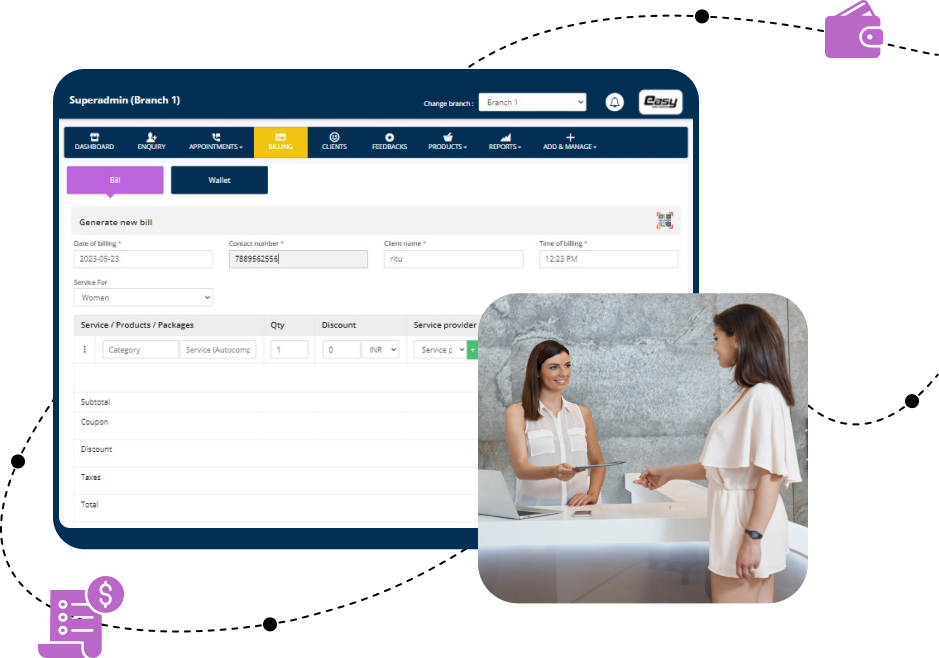 Superadmin (Branch 1)
Change branch : Branch 1
Easy
DASHBOARD ENQUIRY APPOINTMENTS BILLING CLIENTS FEEDBACKS PRODUCTS REPORTS ADD & MANAGE
Bill Wallet
Generate new bill
Date of billing * Contact number * Client name * Time of billing *
2023-05-23 7889562556 ritu 12:23 PM
Service For
Women
Service / Products / Packages Qty Discount Service provider
Category Service (Autocomp 1 0 INR Service p
Subtotal
Coupon
Discount
Taxes
Total
$